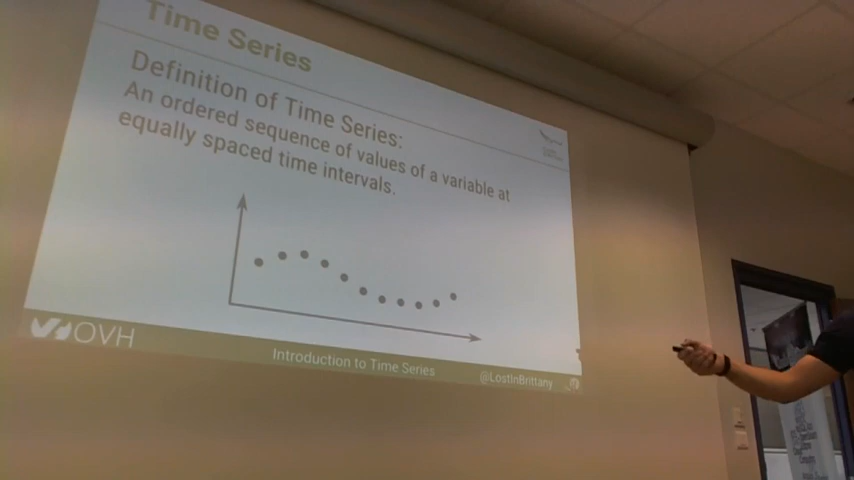 Time Series
Definition of Time Series:
An ordered sequence of values of a variable at
equally spaced time intervals.
OVH
Introduction to Time Series
@LostInBrittany